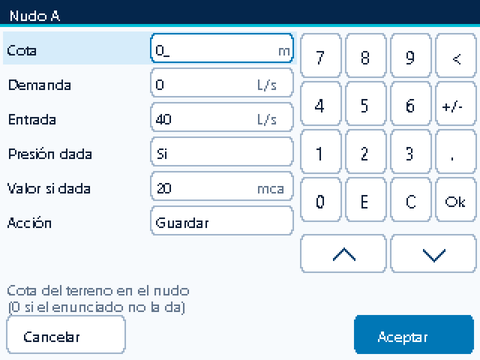 Nudo A
Cota 0_ m
Demanda 0 L/s
Entrada 40 L/s
Presión dada Si
Valor si dada 20 mca
Acción Guardar
7 8 9 <
4 5 6 +/-
1 2 3 .
0 E C Ok
Cota del terreno en el nudo
(0 si el enunciado no la da)
Cancelar Aceptar